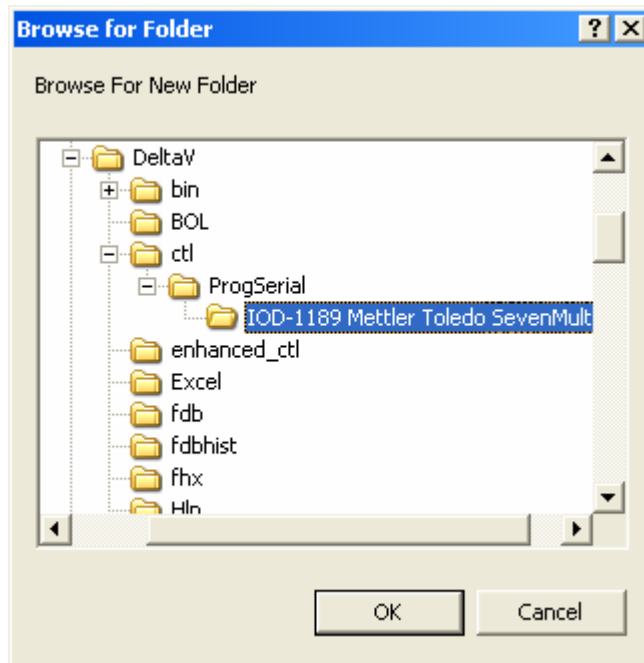 Browse for Folder
Browse For New Folder
DeltaV
bin
BOL
ctl
ProgSerial
IOD-1189 Mettler Toledo SevenMult
enhanced_ctl
Excel
fdb
fdbhist
fhx
Hln
OK Cancel